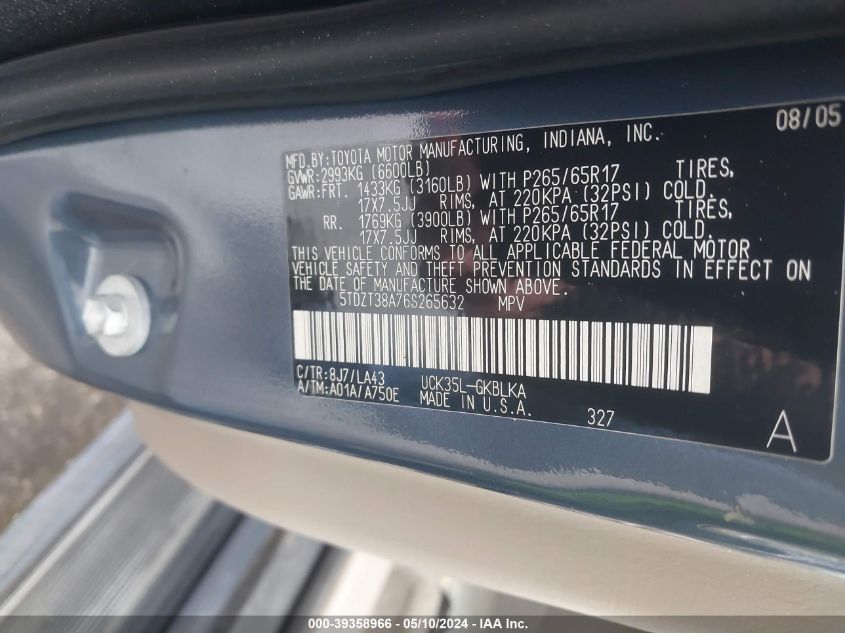 08/05
MFD.BY:TOYOTA MOTOR MANUFACTURING, INDIANA, INC.
GVWR:2993KG (6600LB)
GAWR:FRT. 1433KG (3160LB) WITH P265/65R17 TIRES,
17X7.5JJ RIMS, AT 220KPA (32PSI) COLD.
RR. 1769KG (3900LB) WITH P265/65R17 TIRES,
17X7.5JJ RIMS, AT 220KPA (32PSI) COLD.
THIS VEHICLE CONFORMS TO ALL APPLICABLE FEDERAL MOTOR
VEHICLE SAFETY AND THEFT PREVENTION STANDARDS IN EFFECT ON
THE DATE OF MANUFACTURE SHOWN ABOVE.
5TDZT38A76S265632 MPV
C/TR:8J7/LA43 UCK35L-GKBLKA
A/TM:A01A/A750E MADE IN U.S.A.
327
A
000-39358966 - 05/10/2024 - IAAI Inc.